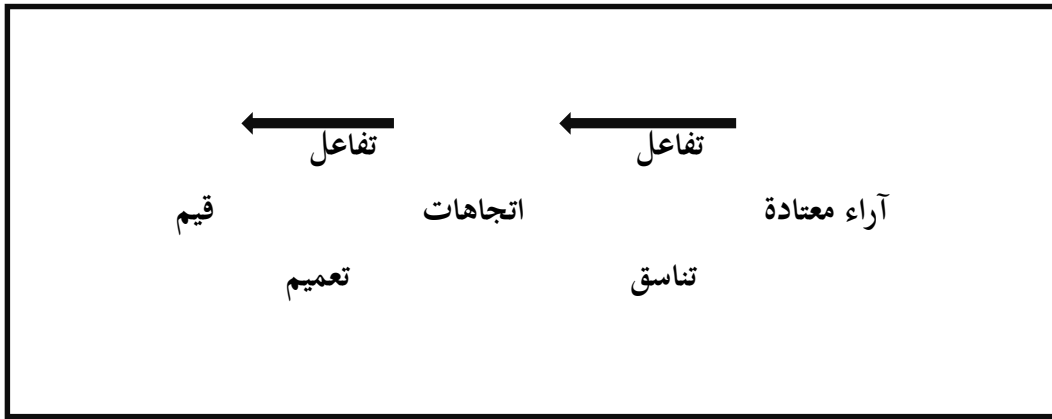 تفاعل تفاعل
آراء معتادة اتجاهات قيم
تناسق تعميم